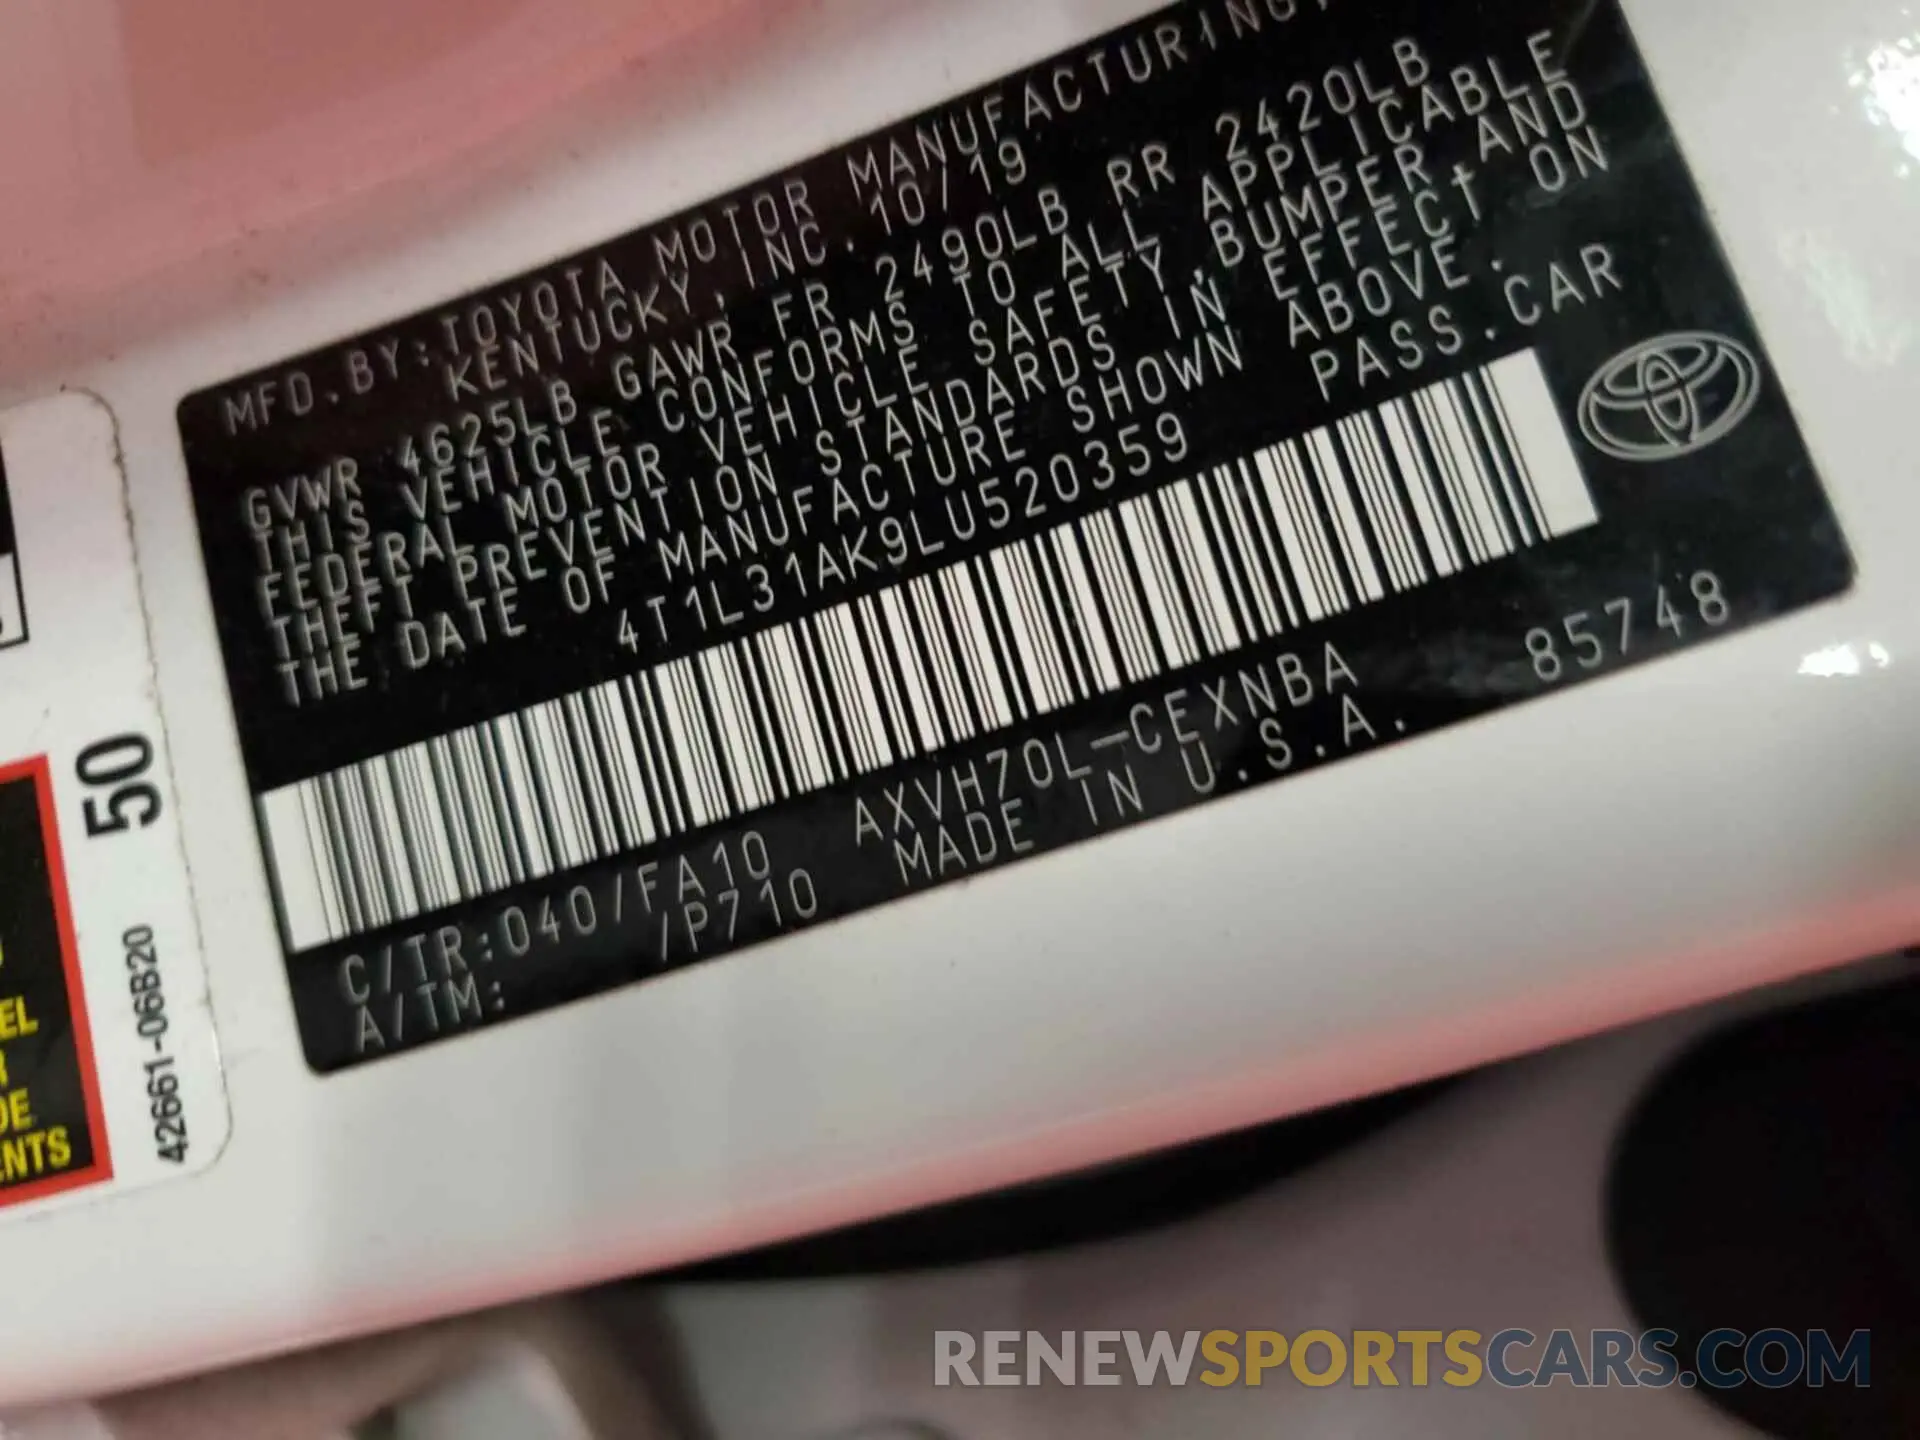 MFD.BY:TOYOTA MOTOR MANUFACTURING,
KENTUCKY, INC. 10/19
GVWR 4625LB GAWR FR 2490LB RR 2420LB
THIS VEHICLE CONFORMS TO ALL APPLICABLE
FEDERAL MOTOR VEHICLE SAFETY,BUMPER,AND
THEFT PREVENTION STANDARDS IN EFFECT ON
THE DATE OF MANUFACTURE SHOWN ABOVE.
4T1L31AK9LU520359 PASS.CAR
C/TR:040/FA10 AXVH70L-CEXNBA 85748
A/TM: /P710 MADE IN U.S.A.
50
42661-06B20
RENEWSPORTSCARS.COM